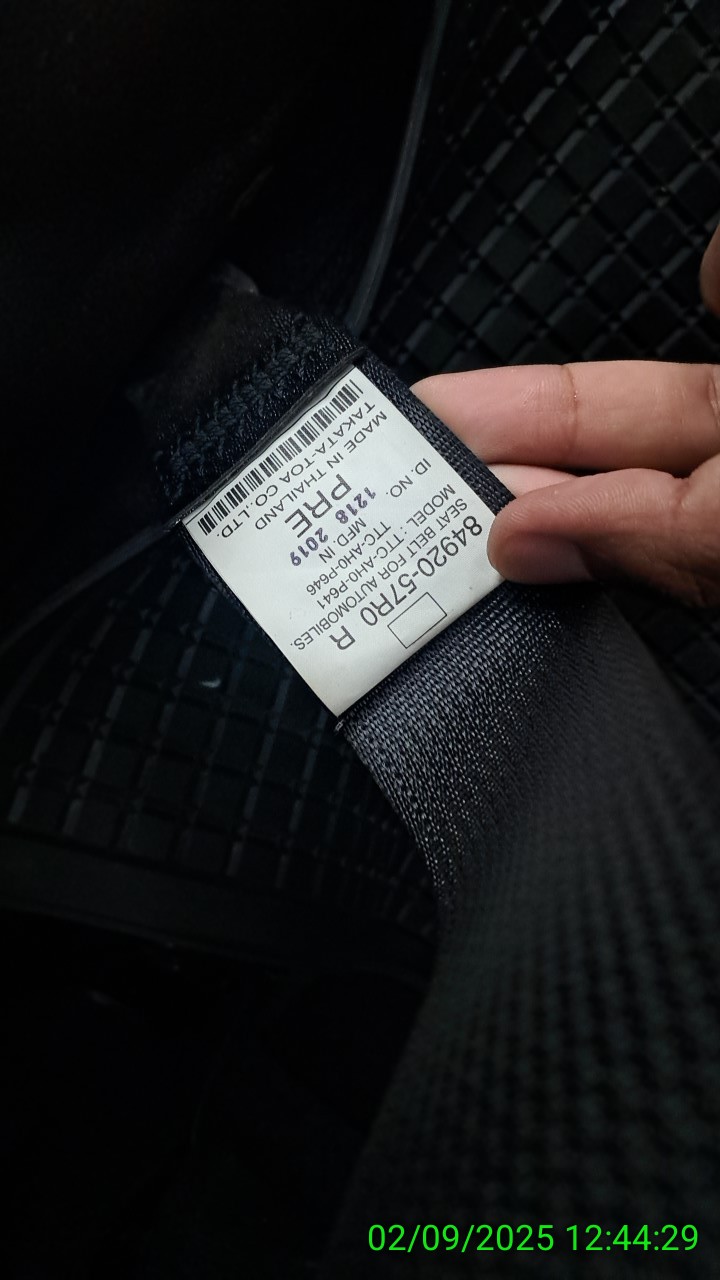 84920-57R0 R
SEAT BELT FOR AUTOMOBILES.
MODEL : TTC-AH0-P641
TTC-AH0-P646
ID. NO. MFD. IN
1218 2019
PRE
MADE IN THAILAND
TAKATA-TOA CO.,LTD.
02/09/2025 12:44:29